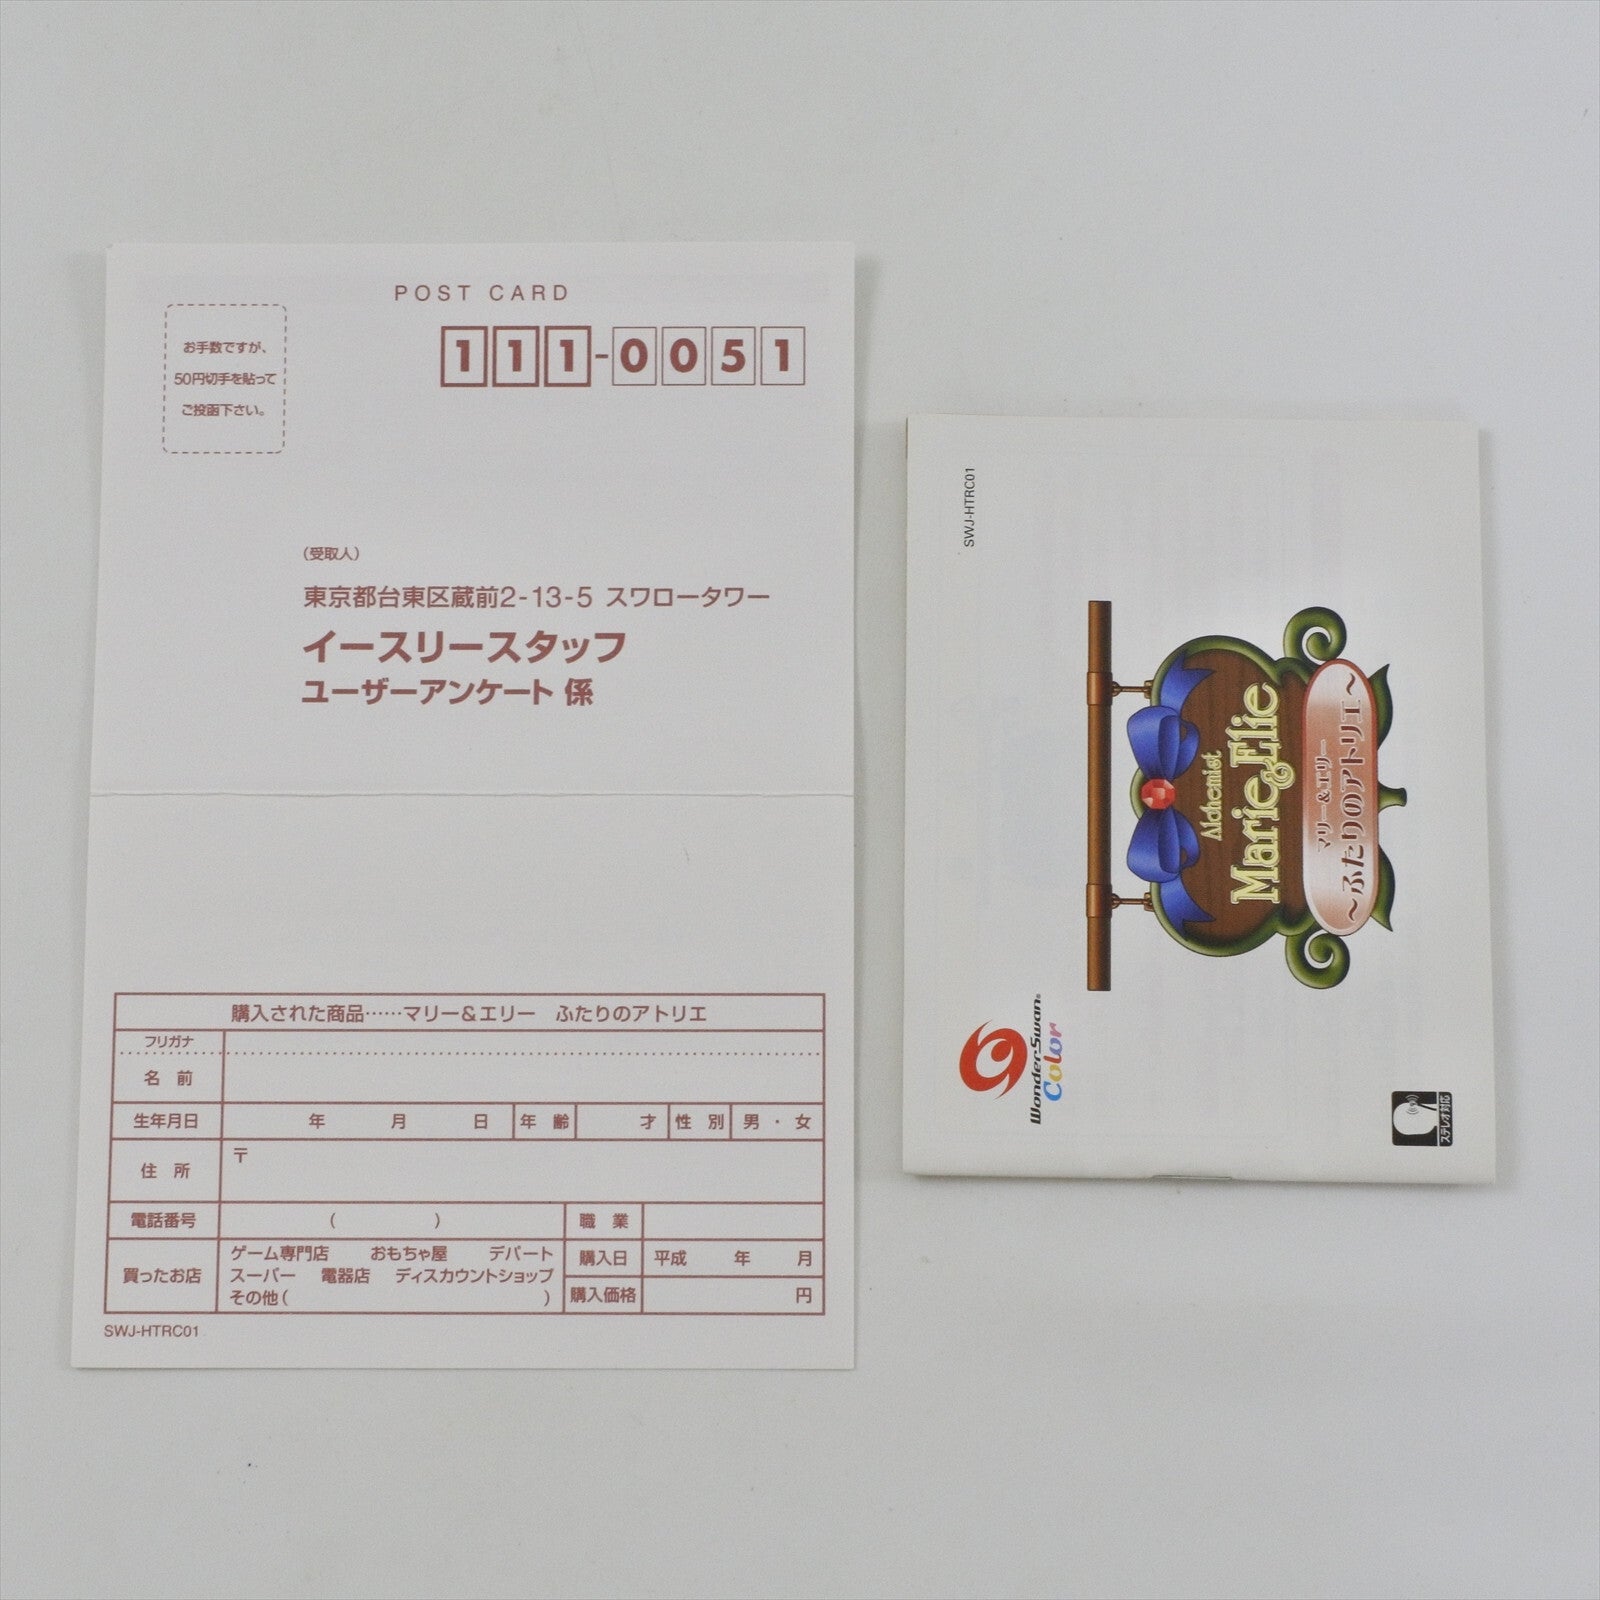 POST CARD
111-0051
お手数ですが、
50円切手を貼って
ご投函下さい。
(受取人)
東京都台東区蔵前2-13-5 スワロータワー
イースリースタッフ
ユーザーアンケート 係
購入された商品……マリー&エリー ふたりのアトリエ
フリガナ
名 前
生年月日 年 月 日 年 齢 才 性 別 男・女
住 所 〒
電話番号 ( ) 職 業
買ったお店 ゲーム専門店 おもちゃ屋 デパート
スーパー 電器店 ディスカウントショップ
その他( )
購入日 平成 年 月
購入価格 円
SWJ-HTRC01
SWJ-HTRC01
Alchemist
Marie&Elie
マリー&エリー
〜ふたりのアトリエ〜
WonderSwan
Color
ステレオ対応